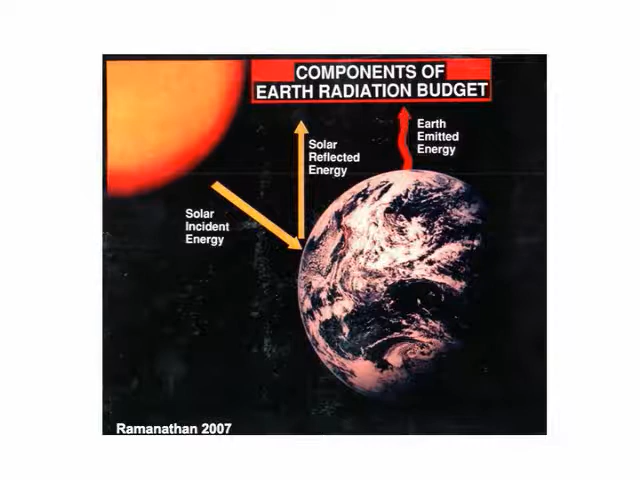 COMPONENTS OF
EARTH RADIATION BUDGET
Earth
Emitted
Energy
Solar
Reflected
Energy
Solar
Incident
Energy
Ramanathan 2007